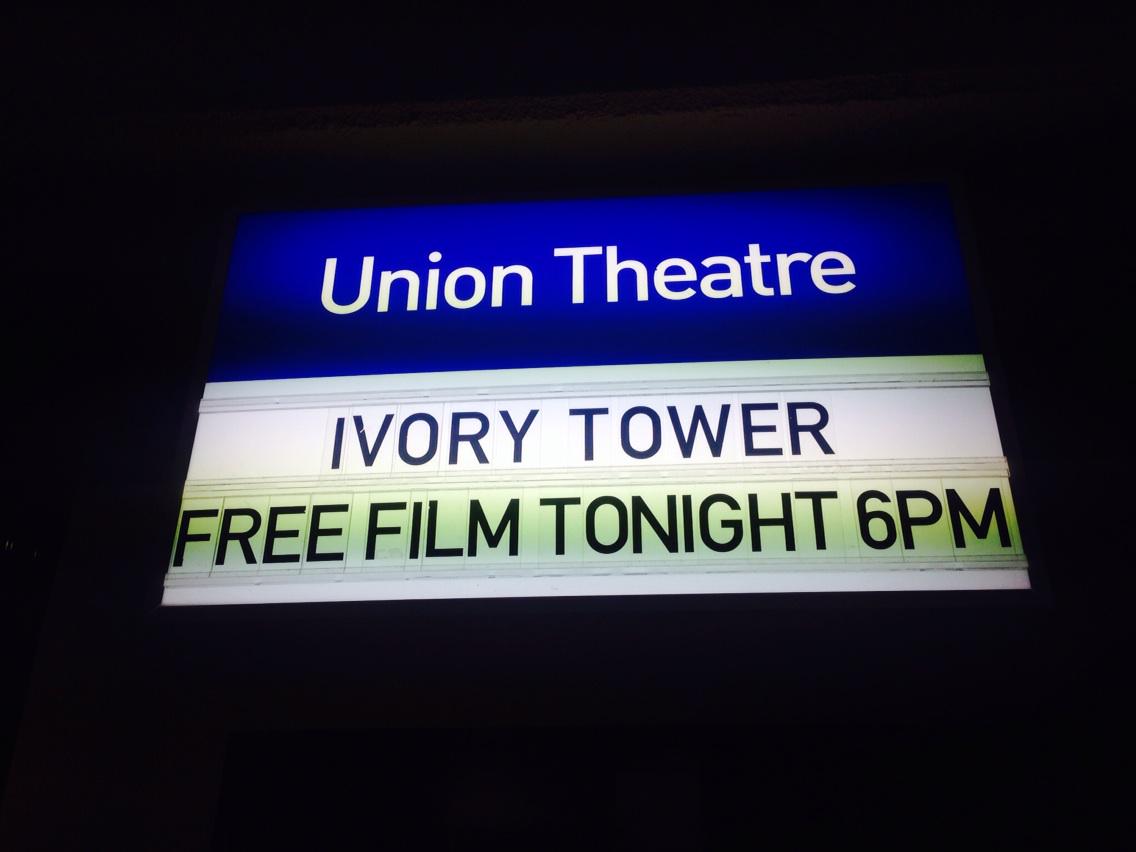 Union Theatre
IVORY TOWER
FREE FILM TONIGHT 6PM